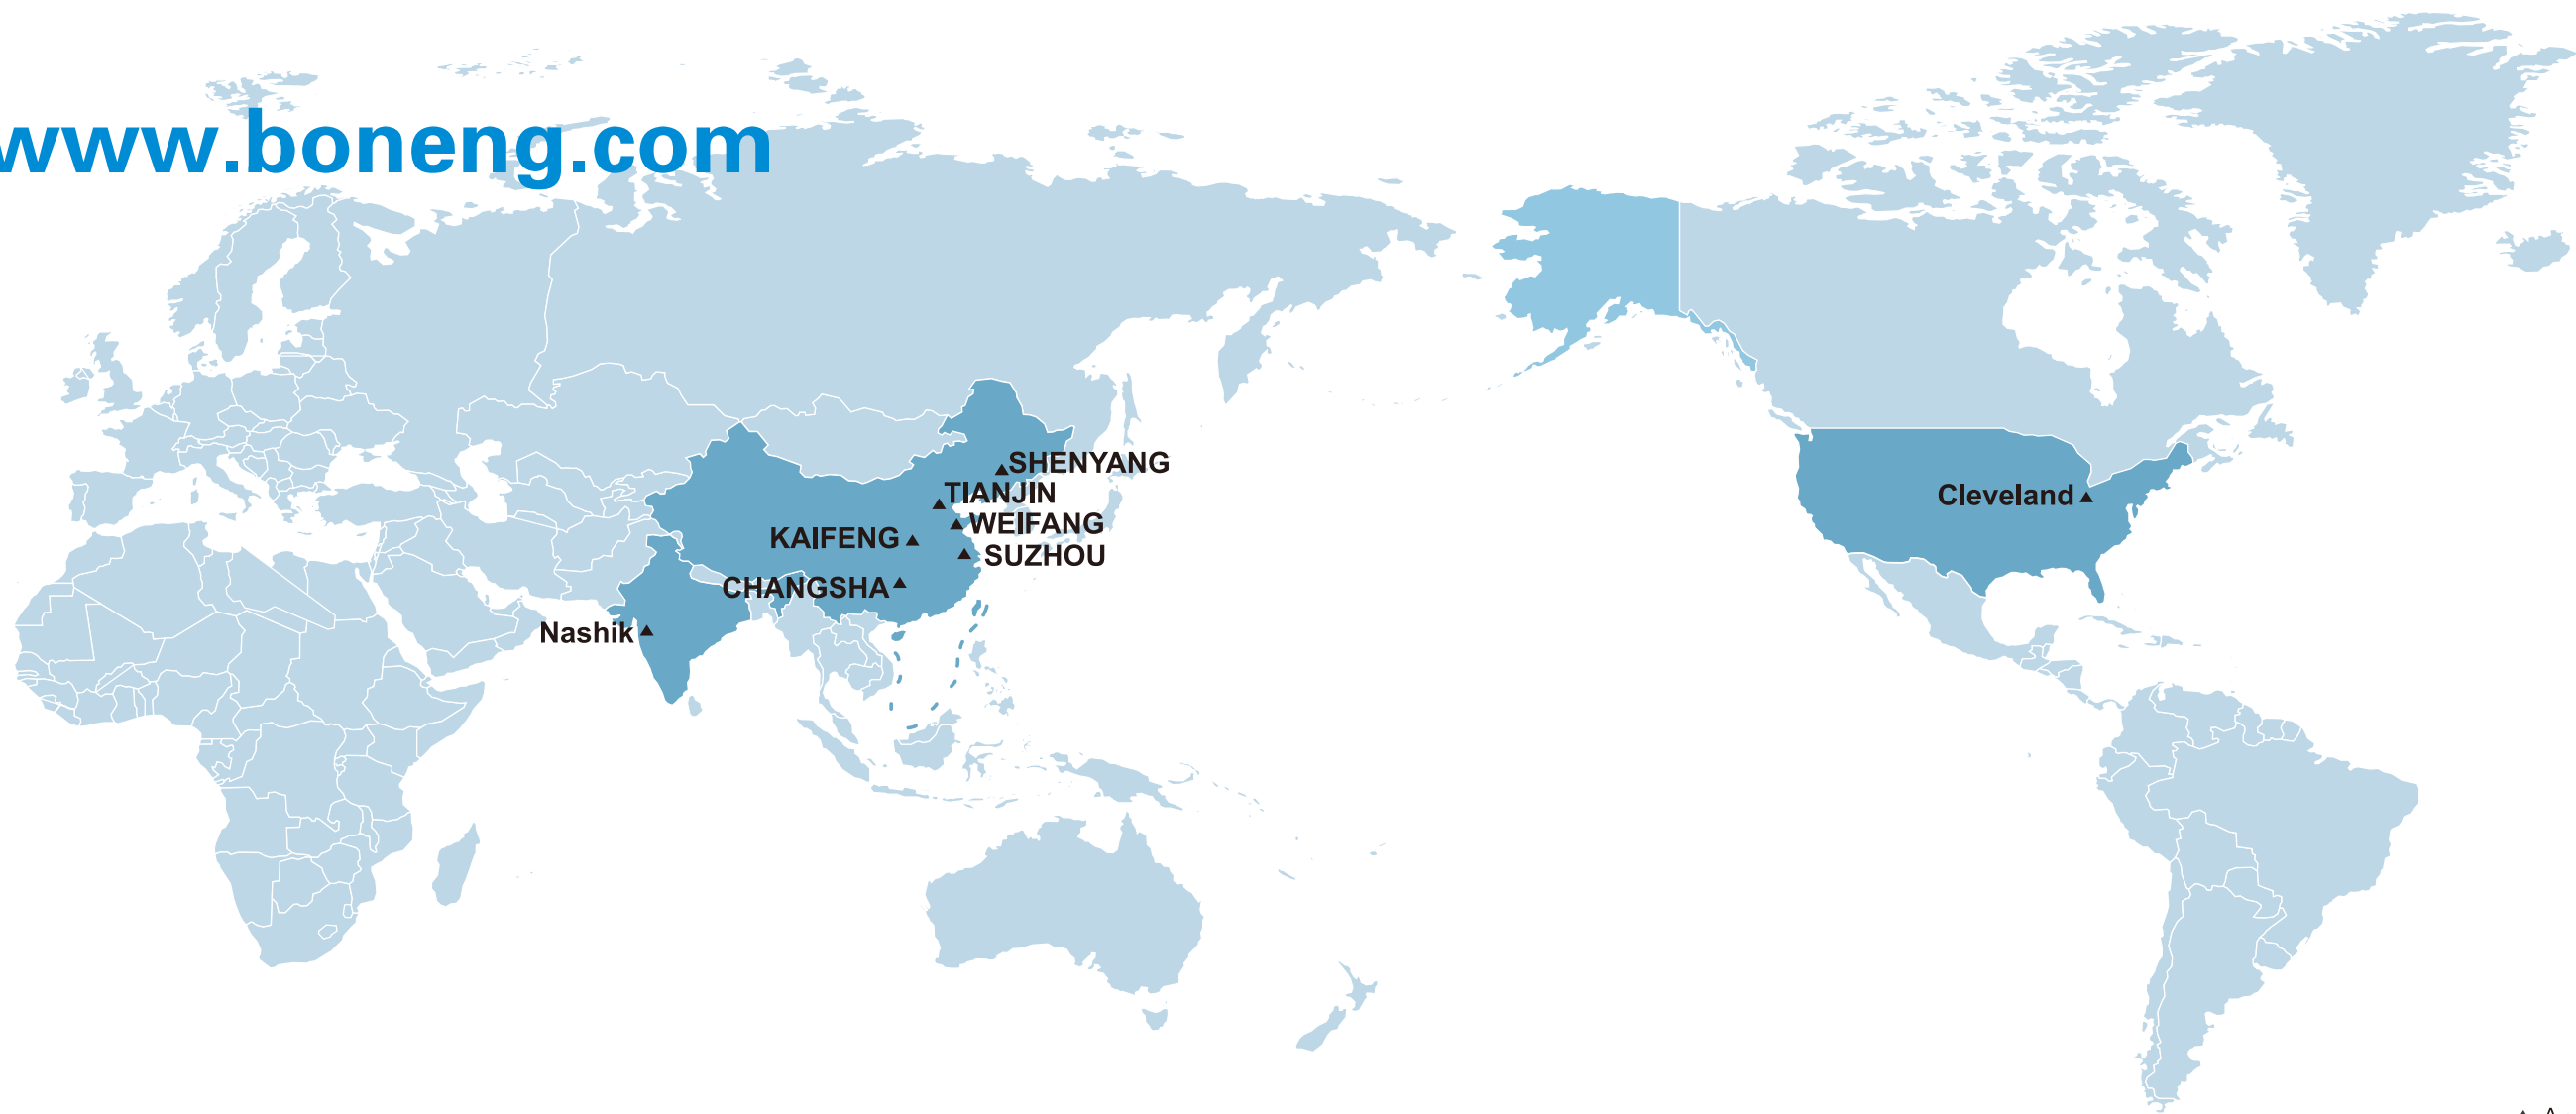 www.boneng.com
SHENYANG
TIANJIN
WEIFANG
KAIFENG
SUZHOU
CHANGSHA
Nashik
Cleveland